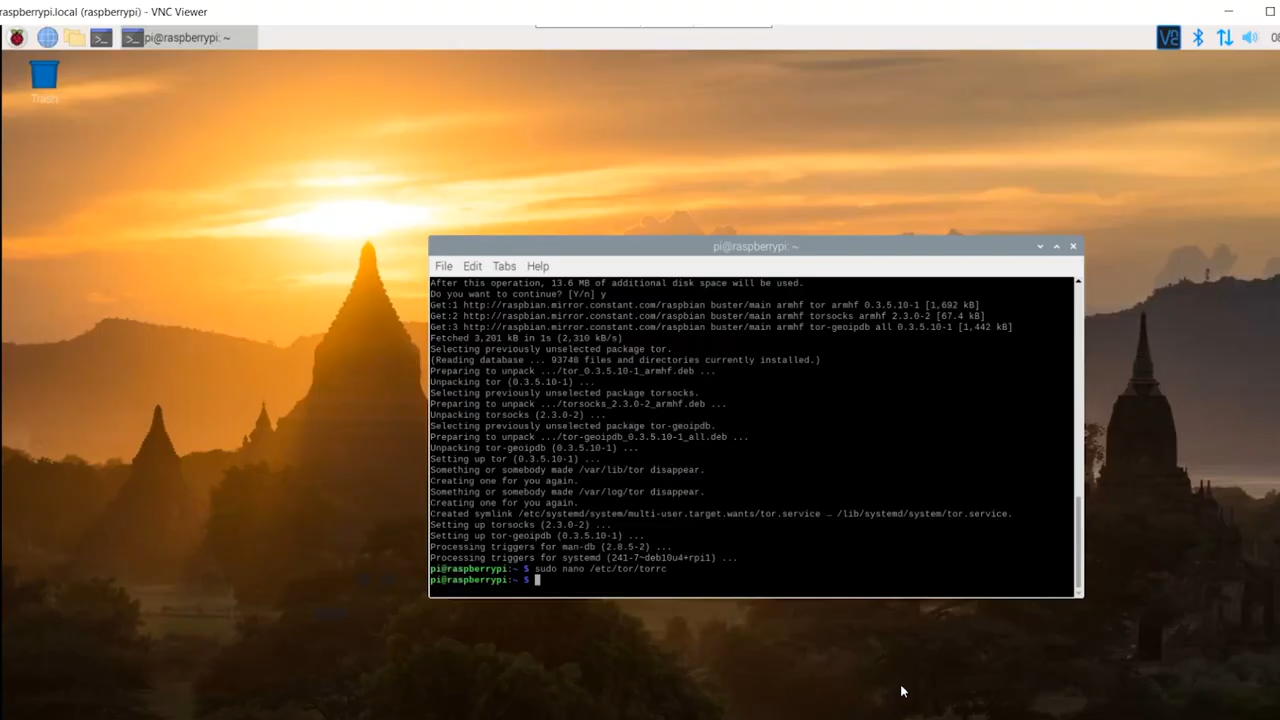 raspberrypi.local (raspberrypi) - VNC Viewer
pi@raspberrypi: ~
Trash
pi@raspberrypi: ~
File Edit Tabs Help
After this operation, 13.6 MB of additional disk space will be used.
Do you want to continue? [Y/n] y
Get:1 http://raspbian.mirror.constant.com/raspbian buster/main armhf tor armhf 0.3.5.10-1 [1,692 kB]
Get:2 http://raspbian.mirror.constant.com/raspbian buster/main armhf torsocks armhf 2.3.0-2 [67.4 kB]
Get:3 http://raspbian.mirror.constant.com/raspbian buster/main armhf tor-geoipdb all 0.3.5.10-1 [1,442 kB]
Fetched 3,201 kB in 1s (2,310 kB/s)
Selecting previously unselected package tor.
(Reading database ... 93748 files and directories currently installed.)
Preparing to unpack .../tor_0.3.5.10-1_armhf.deb ...
Unpacking tor (0.3.5.10-1) ...
Selecting previously unselected package torsocks.
Preparing to unpack .../torsocks_2.3.0-2_armhf.deb ...
Unpacking torsocks (2.3.0-2) ...
Selecting previously unselected package tor-geoipdb.
Preparing to unpack .../tor-geoipdb_0.3.5.10-1_all.deb ...
Unpacking tor-geoipdb (0.3.5.10-1) ...
Setting up tor (0.3.5.10-1) ...
Something or somebody made /var/lib/tor disappear.
Creating one for you again.
Something or somebody made /var/log/tor disappear.
Creating one for you again.
Created symlink /etc/systemd/system/multi-user.target.wants/tor.service → /lib/systemd/system/tor.service.
Setting up torsocks (2.3.0-2) ...
Setting up tor-geoipdb (0.3.5.10-1) ...
Processing triggers for man-db (2.8.5-2) ...
Processing triggers for systemd (241-7~deb10u4+rpi1) ...
pi@raspberrypi:~ $ sudo nano /etc/tor/torrc
pi@raspberrypi:~ $